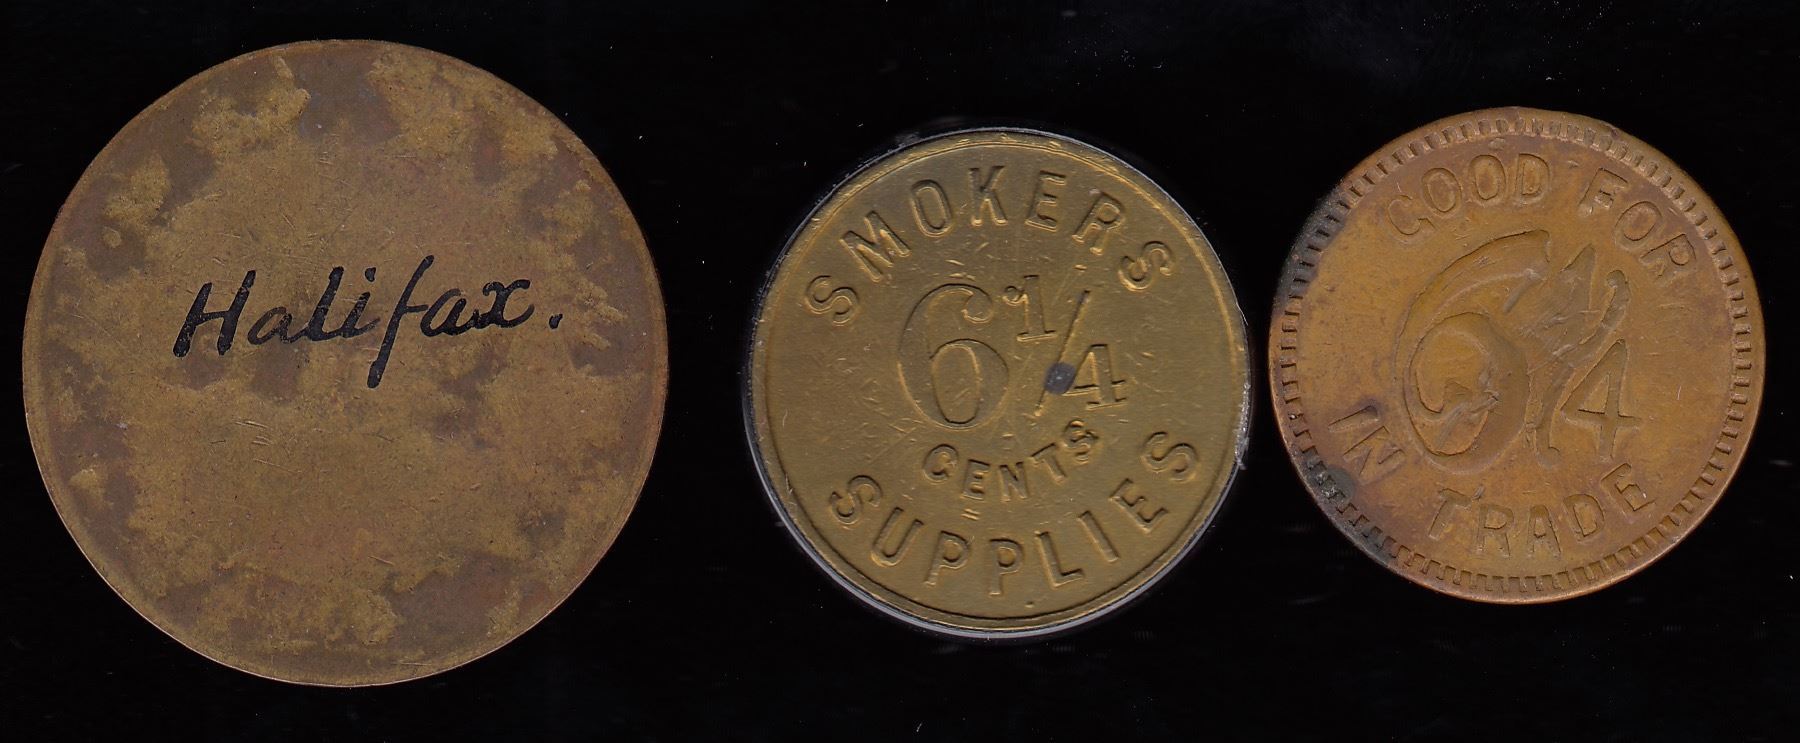 Halifax.
SMOKERS
6 1/4
CENTS
SUPPLIES
GOOD FOR
6 1/4
IN TRADE